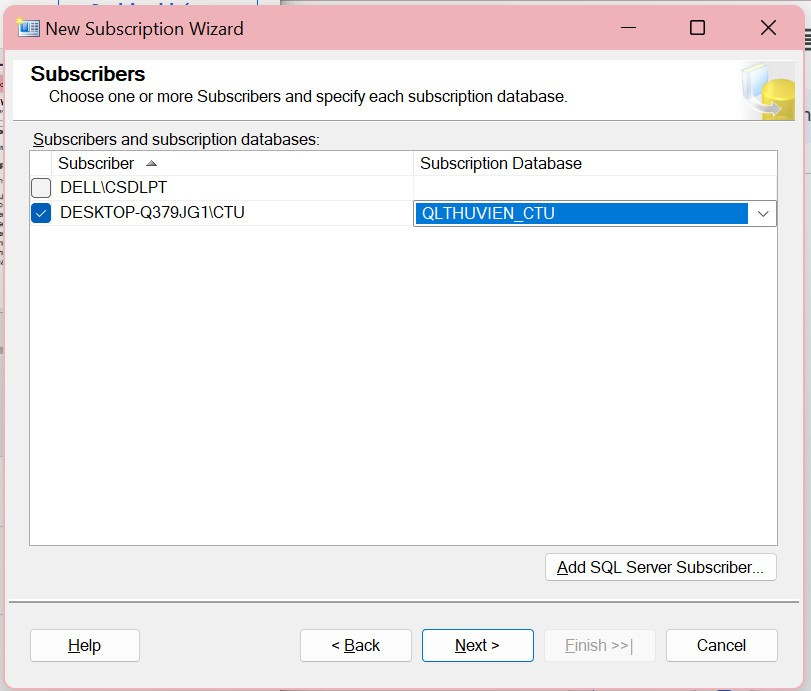 New Subscription Wizard
Subscribers
Choose one or more Subscribers and specify each subscription database.
Subscribers and subscription databases:
Subscriber Subscription Database
DELL\CSDLPT
DESKTOP-Q379JG1\CTU QLTHUVIEN_CTU
Add SQL Server Subscriber...
Help < Back Next > Finish >>| Cancel